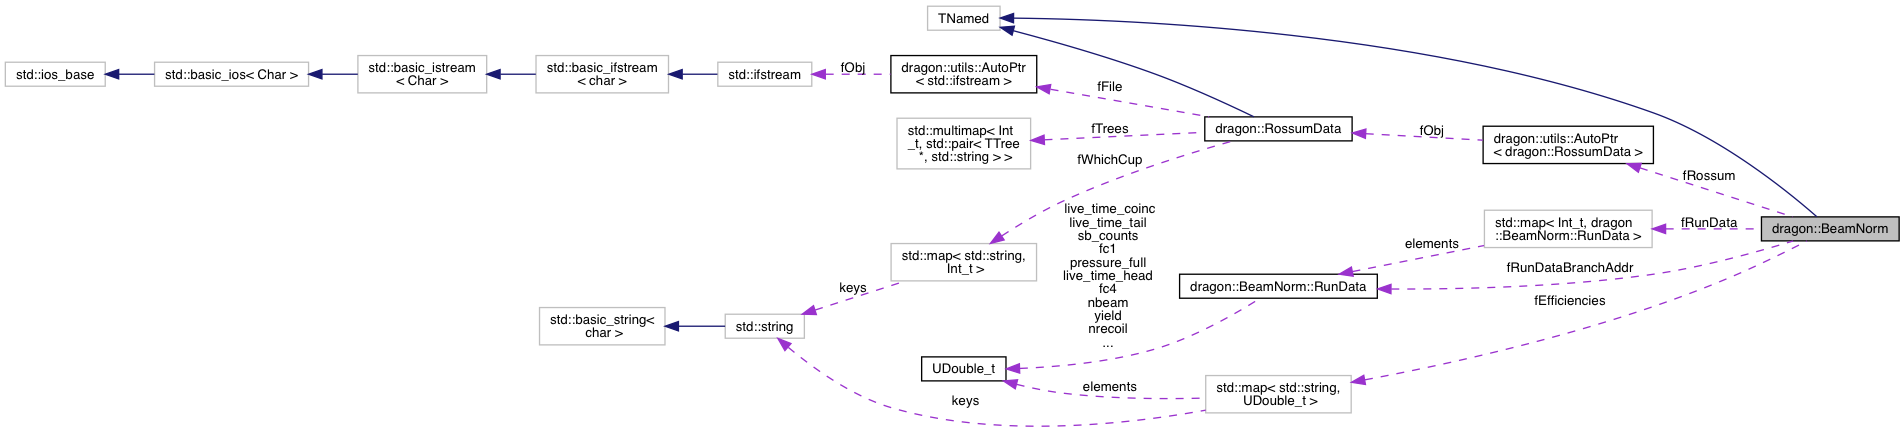 TNamed
std::ios_base
std::basic_ios< Char >
std::basic_istream
< Char >
std::basic_ifstream
< char >
std::ifstream
fObj
dragon::utils::AutoPtr
< std::ifstream >
fFile
std::multimap< Int
_t, std::pair< TTree
*, std::string > >
fTrees
dragon::RossumData
fWhichCup
fObj
dragon::utils::AutoPtr
< dragon::RossumData >
fRossum
dragon::BeamNorm
fRunData
std::map< Int_t, dragon
::BeamNorm::RunData >
elements
fRunDataBranchAddr
fEfficiencies
live_time_coinc
live_time_tail
sb_counts
fc1
pressure_full
live_time_head
fc4
nbeam
yield
nrecoil
...
dragon::BeamNorm::RunData
std::map< std::string,
Int_t >
keys
std::basic_string<
char >
std::string
UDouble_t
elements
keys
std::map< std::string,
UDouble_t >